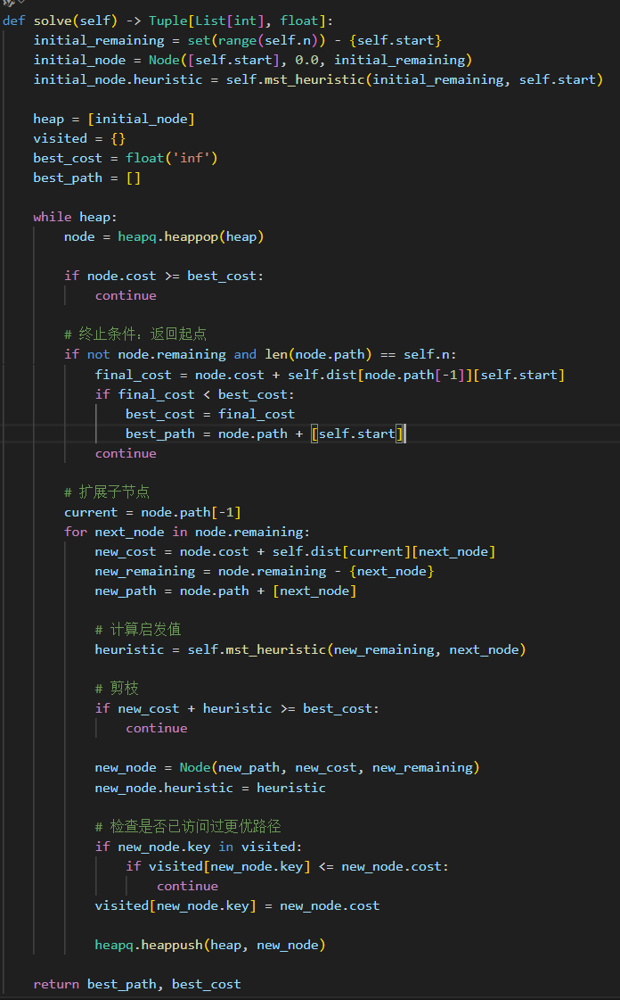 def solve(self) -> Tuple[List[int], float]:
    initial_remaining = set(range(self.n)) - {self.start}
    initial_node = Node([self.start], 0.0, initial_remaining)
    initial_node.heuristic = self.mst_heuristic(initial_remaining, self.start)

    heap = [initial_node]
    visited = {}
    best_cost = float('inf')
    best_path = []

    while heap:
        node = heapq.heappop(heap)

        if node.cost >= best_cost:
            continue

        # 终止条件：返回起点
        if not node.remaining and len(node.path) == self.n:
            final_cost = node.cost + self.dist[node.path[-1]][self.start]
            if final_cost < best_cost:
                best_cost = final_cost
                best_path = node.path + [self.start]
            continue

        # 扩展子节点
        current = node.path[-1]
        for next_node in node.remaining:
            new_cost = node.cost + self.dist[current][next_node]
            new_remaining = node.remaining - {next_node}
            new_path = node.path + [next_node]

            # 计算启发值
            heuristic = self.mst_heuristic(new_remaining, next_node)

            # 剪枝
            if new_cost + heuristic >= best_cost:
                continue

            new_node = Node(new_path, new_cost, new_remaining)
            new_node.heuristic = heuristic

            # 检查是否已访问过更优路径
            if new_node.key in visited:
                if visited[new_node.key] <= new_node.cost:
                    continue
            visited[new_node.key] = new_node.cost

            heapq.heappush(heap, new_node)

    return best_path, best_cost